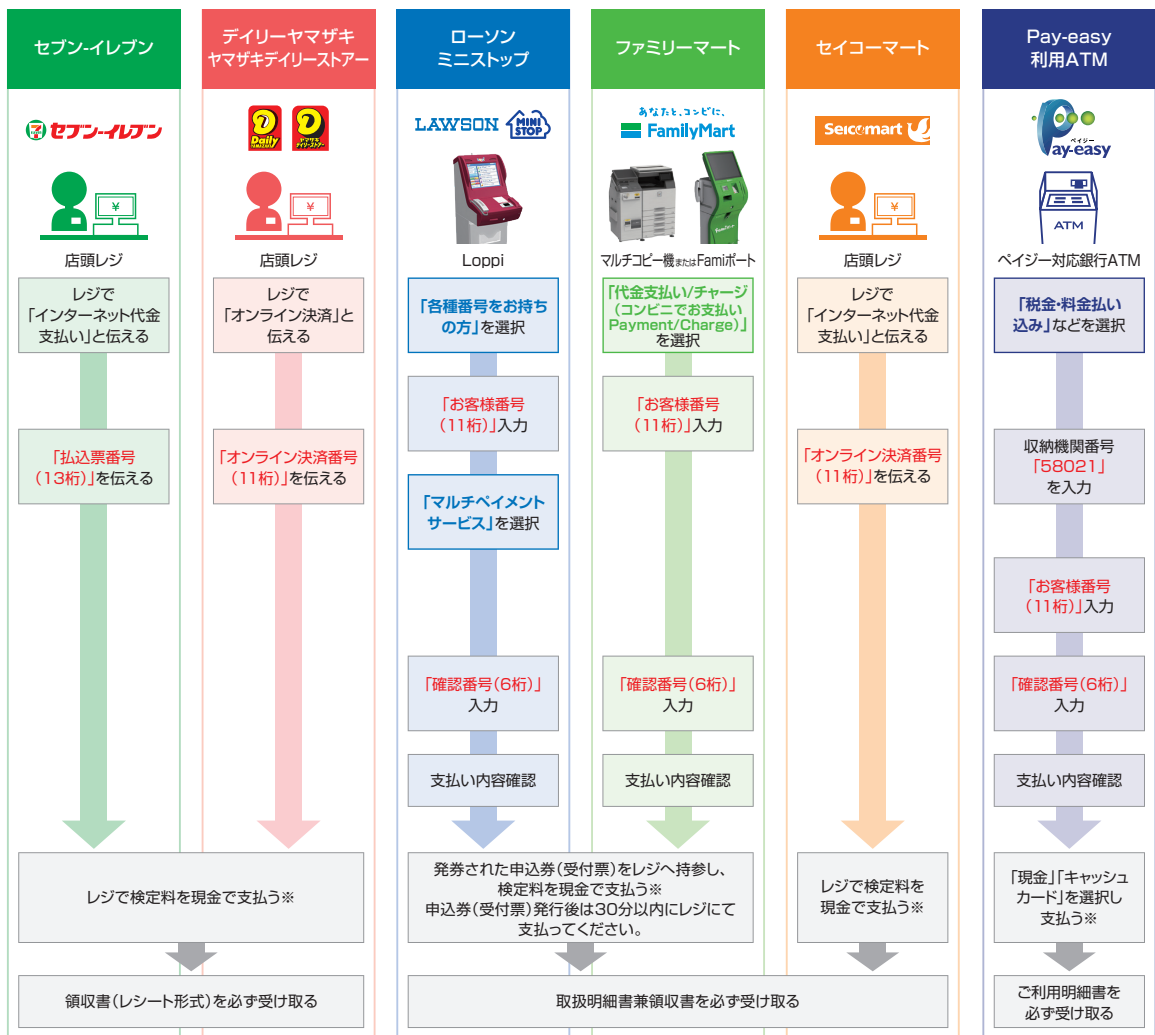 セブン-イレブン
セブン-イレブン
¥
店頭レジ
レジで
「インターネット代金
支払い」と伝える
「払込票番号
(13桁)」を伝える
デイリーヤマザキ
ヤマザキデイリーストアー
Daily
YAMAZAKI
ヤマザキ
デイリーストアー
¥
店頭レジ
レジで
「オンライン決済」と
伝える
「オンライン決済番号
(11桁)」を伝える
レジで検定料を現金で支払う※
領収書(レシート形式)を必ず受け取る
ローソン
ミニストップ
LAWSON
MINI
STOP
Loppi
「各種番号をお持ち
の方」を選択
「お客様番号
(11桁)」入力
「マルチペイメント
サービス」を選択
「確認番号(6桁)」
入力
支払い内容確認
ファミリーマート
あなたと、コンビに、
FamilyMart
マルチコピー機またはFamiポート
「代金支払い/チャージ
(コンビニでお支払い
Payment/Charge)」
を選択
「お客様番号
(11桁)」入力
「確認番号(6桁)」
入力
支払い内容確認
発券された申込券(受付票)をレジへ持参し、
検定料を現金で支払う※
申込券(受付票)発行後は30分以内にレジにて
支払ってください。
セイコーマート
Seicomart
¥
店頭レジ
レジで
「インターネット代金
支払い」と伝える
「オンライン決済番号
(11桁)」を伝える
レジで検定料を
現金で支払う※
取扱明細書兼領収書を必ず受け取る
Pay-easy
利用ATM
ペイジー
Pay-easy
ATM
ペイジー対応銀行ATM
「税金・料金払い
込み」などを選択
収納機関番号
「58021」
を入力
「お客様番号
(11桁)」入力
「確認番号(6桁)」
入力
支払い内容確認
「現金」「キャッシュ
カード」を選択し
支払う※
ご利用明細書を
必ず受け取る